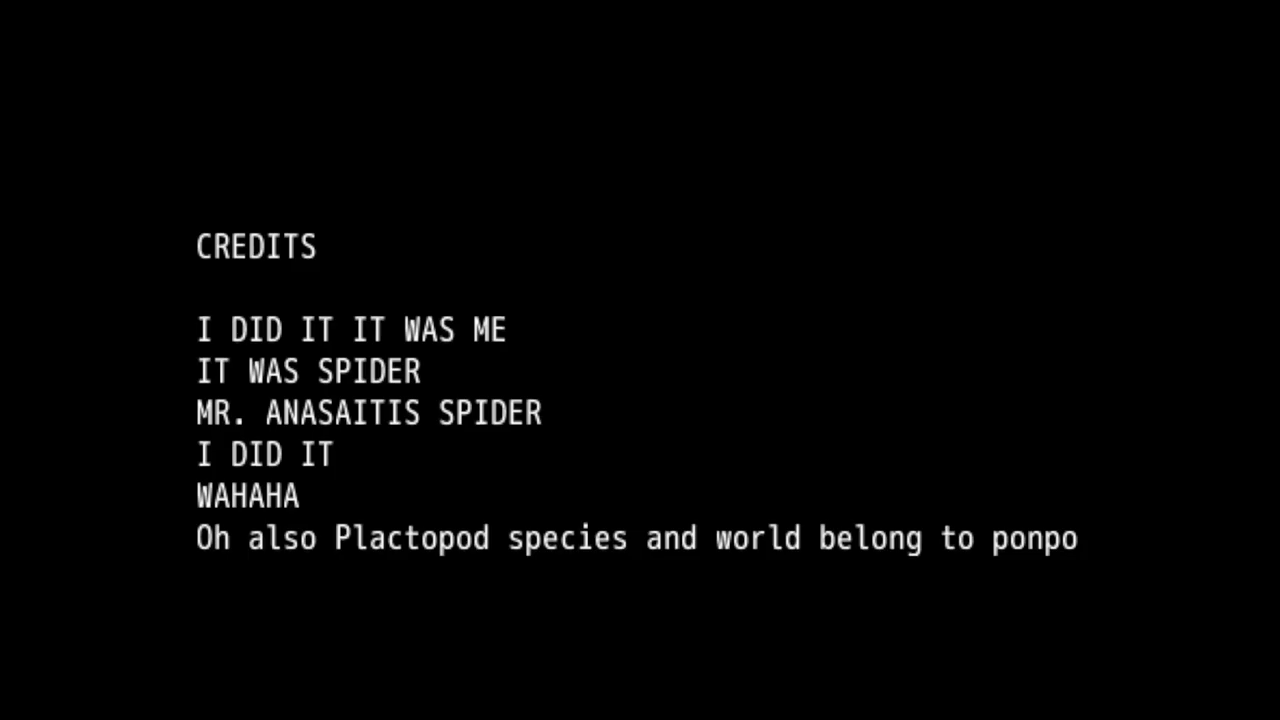 CREDITS
I DID IT IT WAS ME
IT WAS SPIDER
MR. ANASAITIS SPIDER
I DID IT
WAHAHA
Oh also Plactopod species and world belong to ponpo